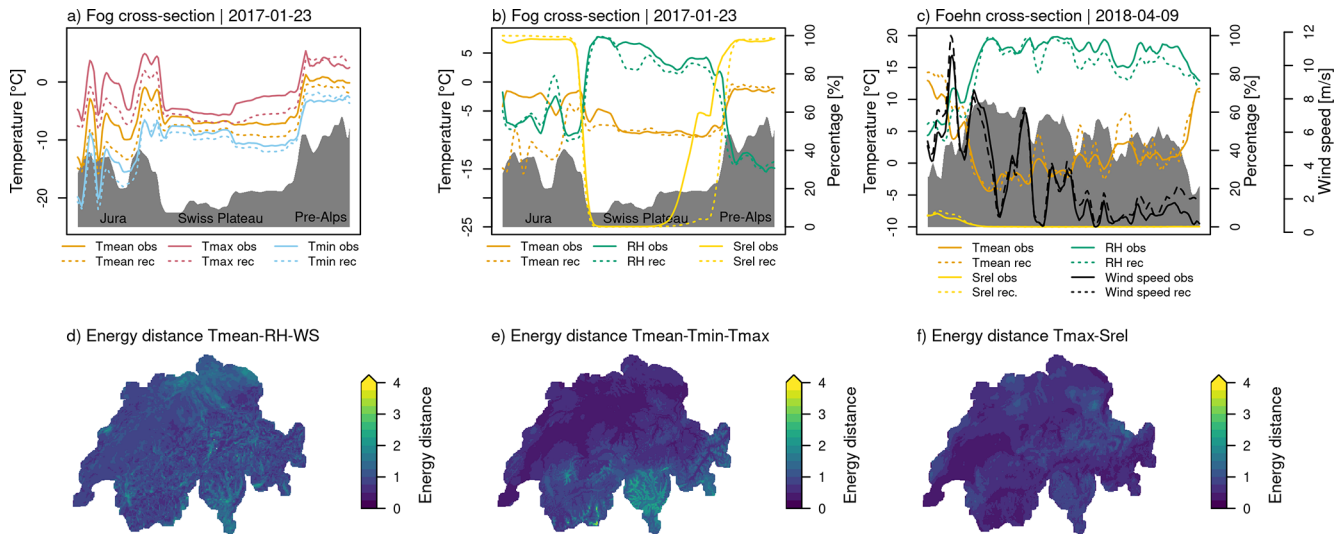 a) Fog cross-section | 2017-01-23
Temperature [°C]
0
-10
-20
Jura
Swiss Plateau
Pre-Alps
Tmean obs
Tmax obs
Tmin obs
Tmean rec
Tmax rec
Tmin rec
b) Fog cross-section | 2017-01-23
Temperature [°C]
5
0
-5
-15
-25
100
80
60
40
20
0
Percentage [%]
Jura
Swiss Plateau
Pre-Alps
Tmean obs
RH obs
Srel obs
Tmean rec
RH rec
Srel rec
c) Foehn cross-section | 2018-04-09
Temperature [°C]
20
15
10
5
0
-5
-10
100
80
60
40
20
0
Percentage [%]
12
10
8
6
4
2
0
Wind speed [m/s]
Tmean obs
RH obs
Tmean rec
RH rec
Srel obs
Wind speed obs
Srel rec.
Wind speed rec
d) Energy distance Tmean-RH-WS
4
3
2
1
0
Energy distance
e) Energy distance Tmean-Tmin-Tmax
4
3
2
1
0
Energy distance
f) Energy distance Tmax-Srel
4
3
2
1
0
Energy distance